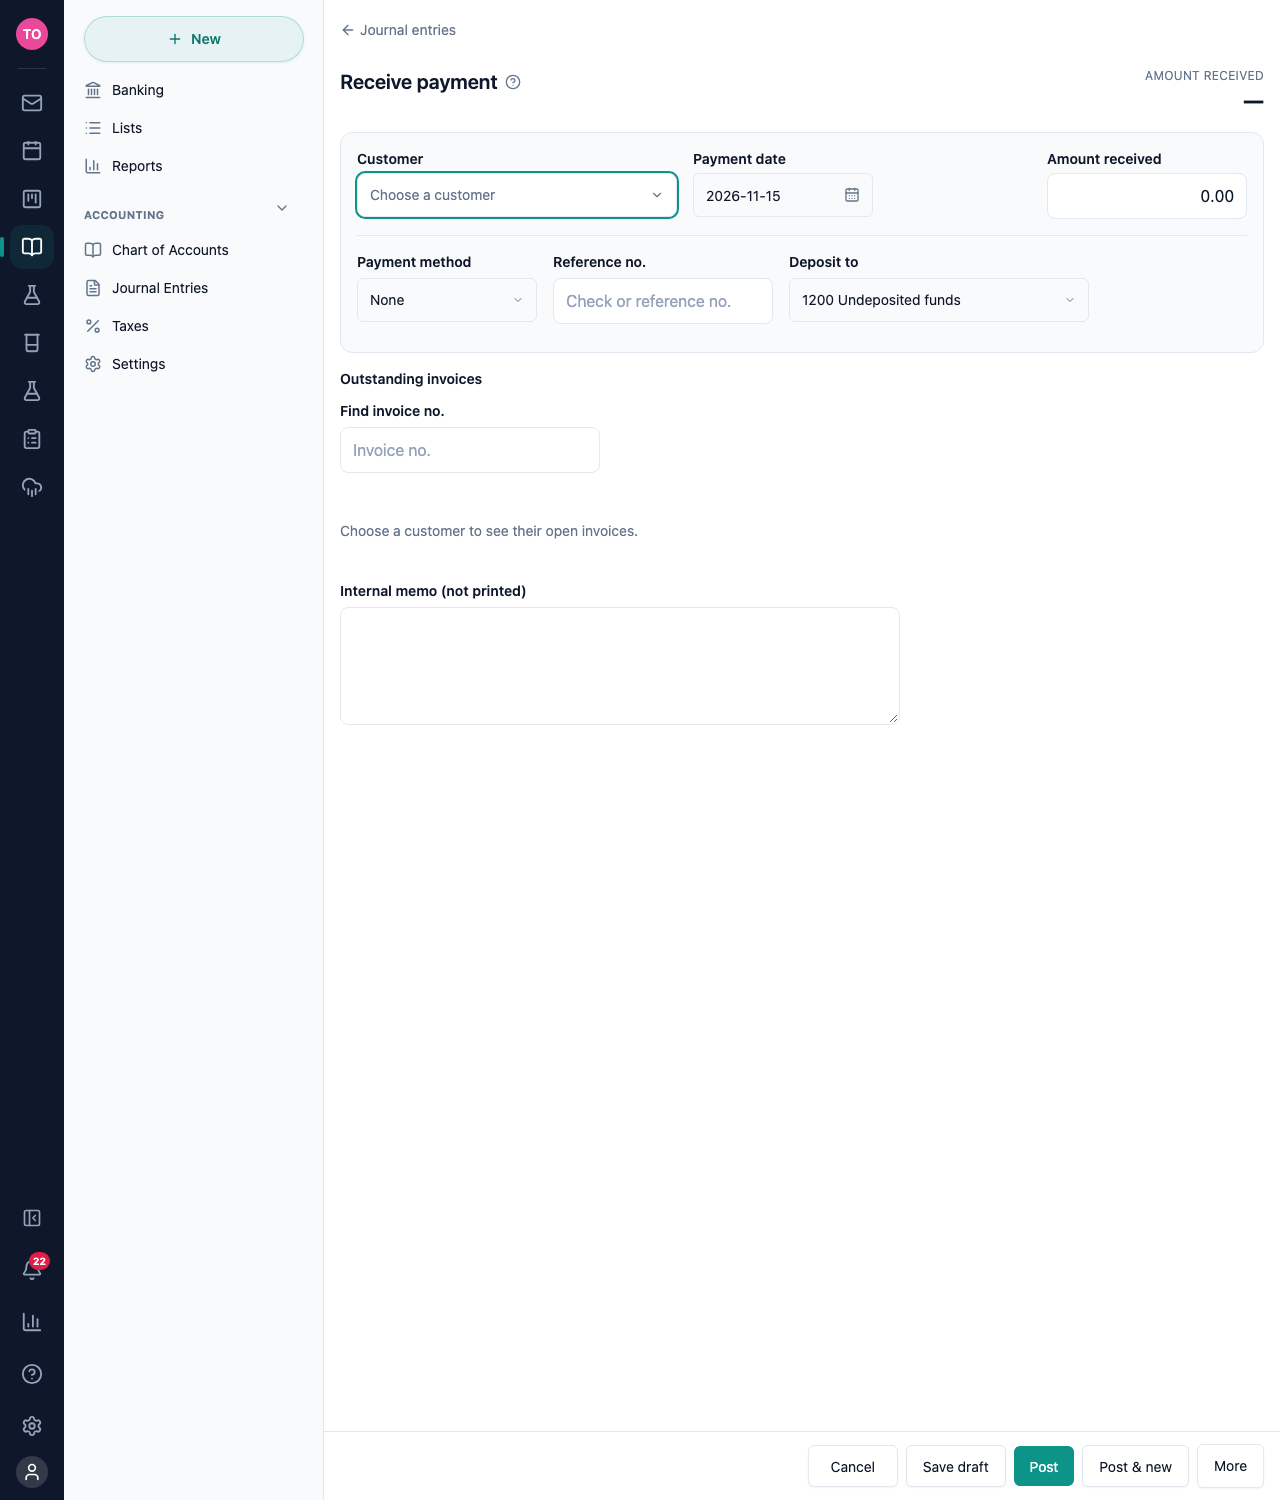 TO
New
Banking
Lists
Reports
ACCOUNTING
Chart of Accounts
Journal Entries
Taxes
Settings
22
Journal entries
Receive payment
AMOUNT RECEIVED
—
Customer
Payment date
Amount received
Choose a customer
2026-11-15
0.00
Payment method
Reference no.
Deposit to
None
Check or reference no.
1200 Undeposited funds
Outstanding invoices
Find invoice no.
Invoice no.
Choose a customer to see their open invoices.
Internal memo (not printed)
Cancel
Save draft
Post
Post & new
More